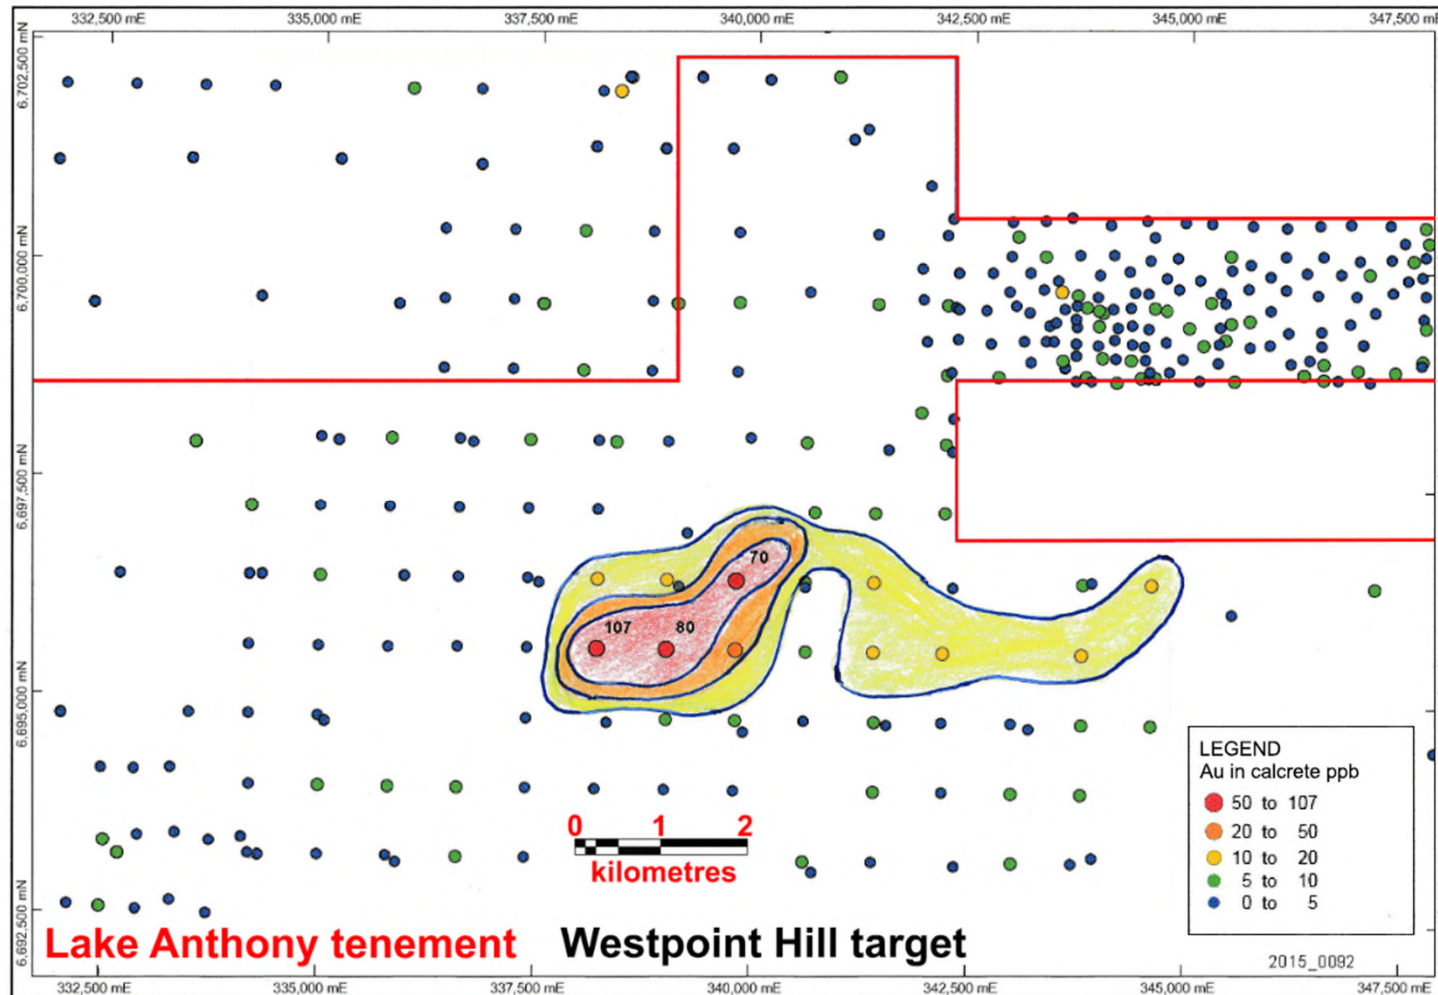 332,500 mE 335,000 mE 337,500 mE 340,000 mE 342,500 mE 345,000 mE 347,500 mE
6,702,500 mN
6,700,000 mN
6,697,500 mN
6,695,000 mN
6,692,500 mN
70
107 80
0 1 2
kilometres
LEGEND
Au in calcrete ppb
50 to 107
20 to 50
10 to 20
5 to 10
0 to 5
Lake Anthony tenement Westpoint Hill target
2015_0092
332,500 mE 335,000 mE 337,500 mE 340,000 mE 342,500 mE 345,000 mE 347,500 mE